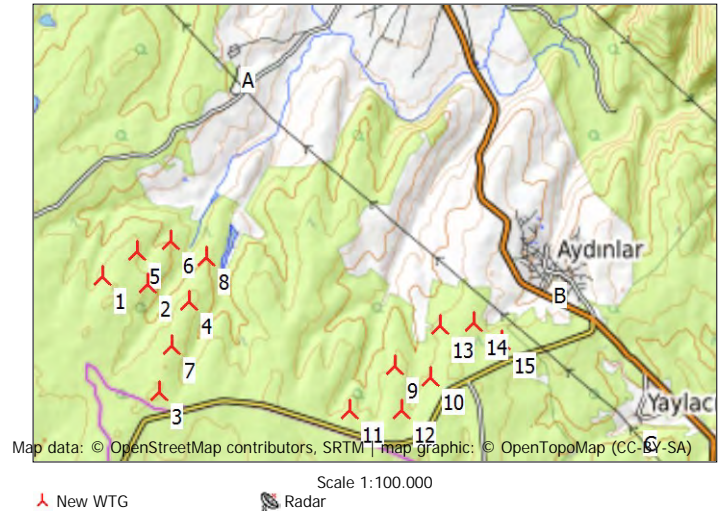 A
Aydınlar
6
5
8
1
2
B
4
13
14
15
7
9
10
3
Yaylacı
11
12
C
Map data: © OpenStreetMap contributors, SRTM | map graphic: © OpenTopoMap (CC-BY-SA)
Scale 1:100.000
New WTG
Radar